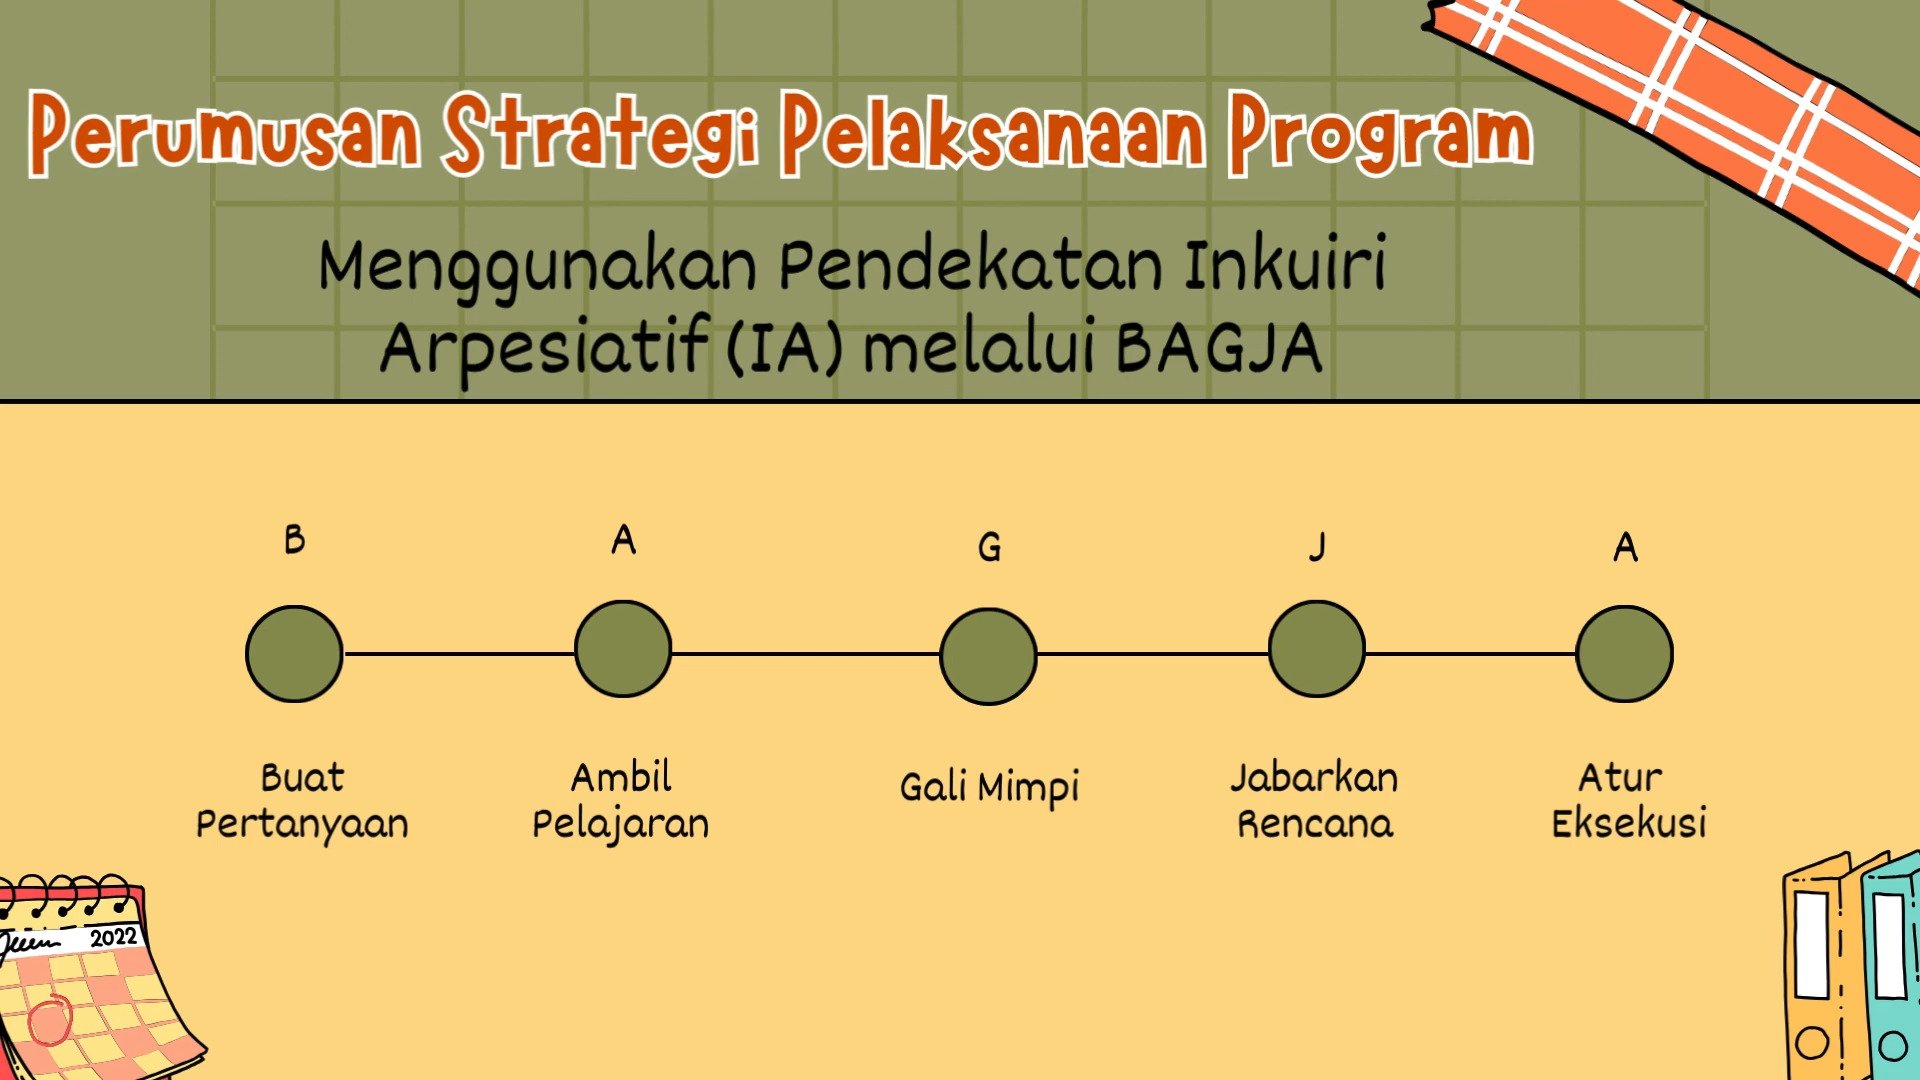 Perumusan Strategi Pelaksanaan Program
Menggunakan Pendekatan Inkuiri
Arpesiatif (IA) melalui BAGJA
B
A
G
J
A
Buat
Pertanyaan
Ambil
Pelajaran
Gali Mimpi
Jabarkan
Rencana
Atur
Eksekusi
2022